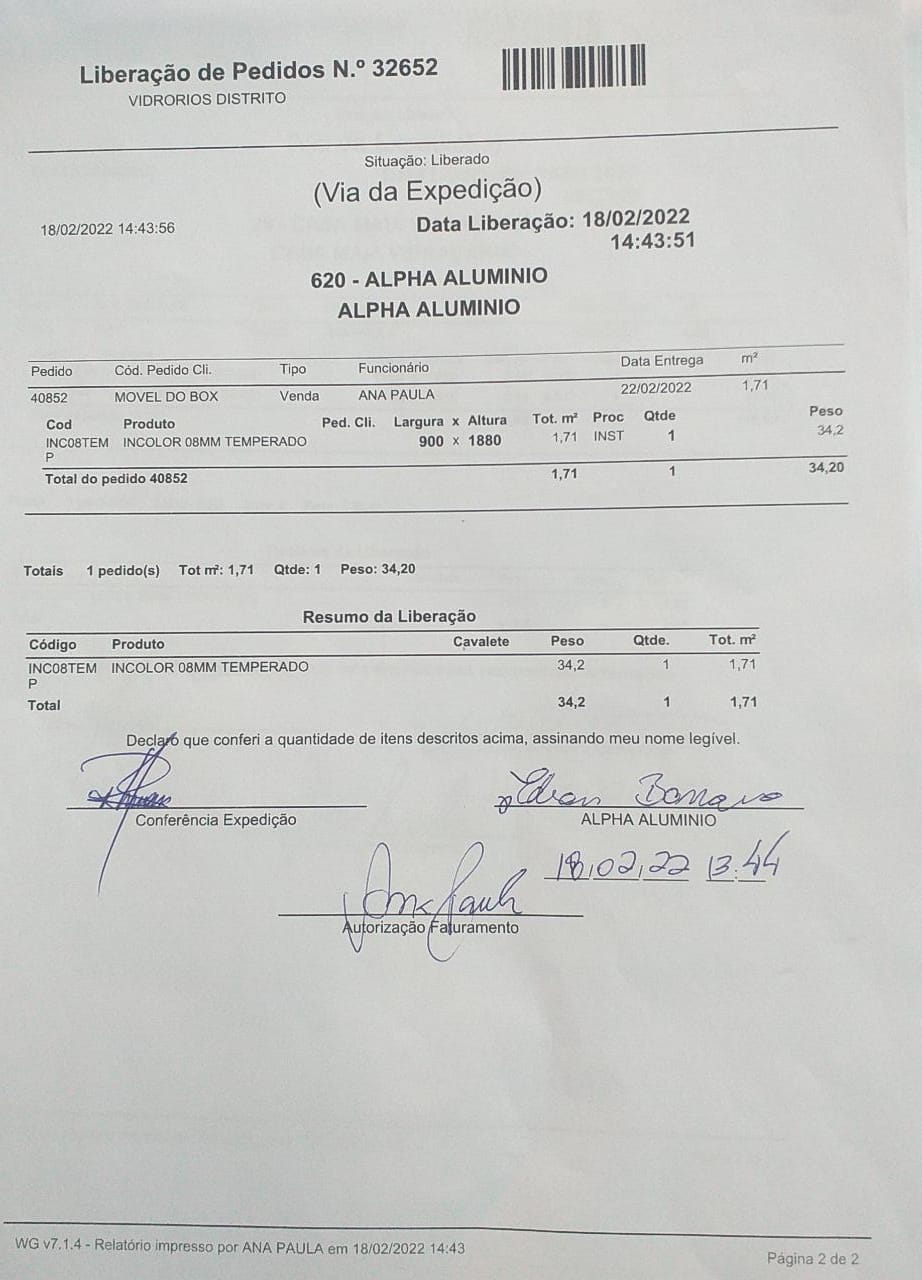 Liberação de Pedidos N.º 32652
VIDRORIOS DISTRITO
Situação: Liberado
(Via da Expedição)
18/02/2022 14:43:56
Data Liberação: 18/02/2022
14:43:51
620 - ALPHA ALUMINIO
ALPHA ALUMINIO
Pedido Cód. Pedido Cli. Tipo Funcionário Data Entrega m²
40852 MOVEL DO BOX Venda ANA PAULA 22/02/2022 1,71
Cod Produto Ped. Cli. Largura x Altura Tot. m² Proc Qtde Peso
INC08TEM INCOLOR 08MM TEMPERADO 900 x 1880 1,71 INST 1 34,2
P
Total do pedido 40852 1,71 1 34,20
Totais 1 pedido(s) Tot m²: 1,71 Qtde: 1 Peso: 34,20
Resumo da Liberação
Código Produto Cavalete Peso Qtde. Tot. m²
INC08TEM INCOLOR 08MM TEMPERADO 34,2 1 1,71
P
Total 34,2 1 1,71
Declaro que conferi a quantidade de itens descritos acima, assinando meu nome legível.
Conferência Expedição
ALPHA ALUMINIO
18,02,22 13:44
Ana Paula
Autorização Faturamento
WG v7.1.4 - Relatório impresso por ANA PAULA em 18/02/2022 14:43
Página 2 de 2